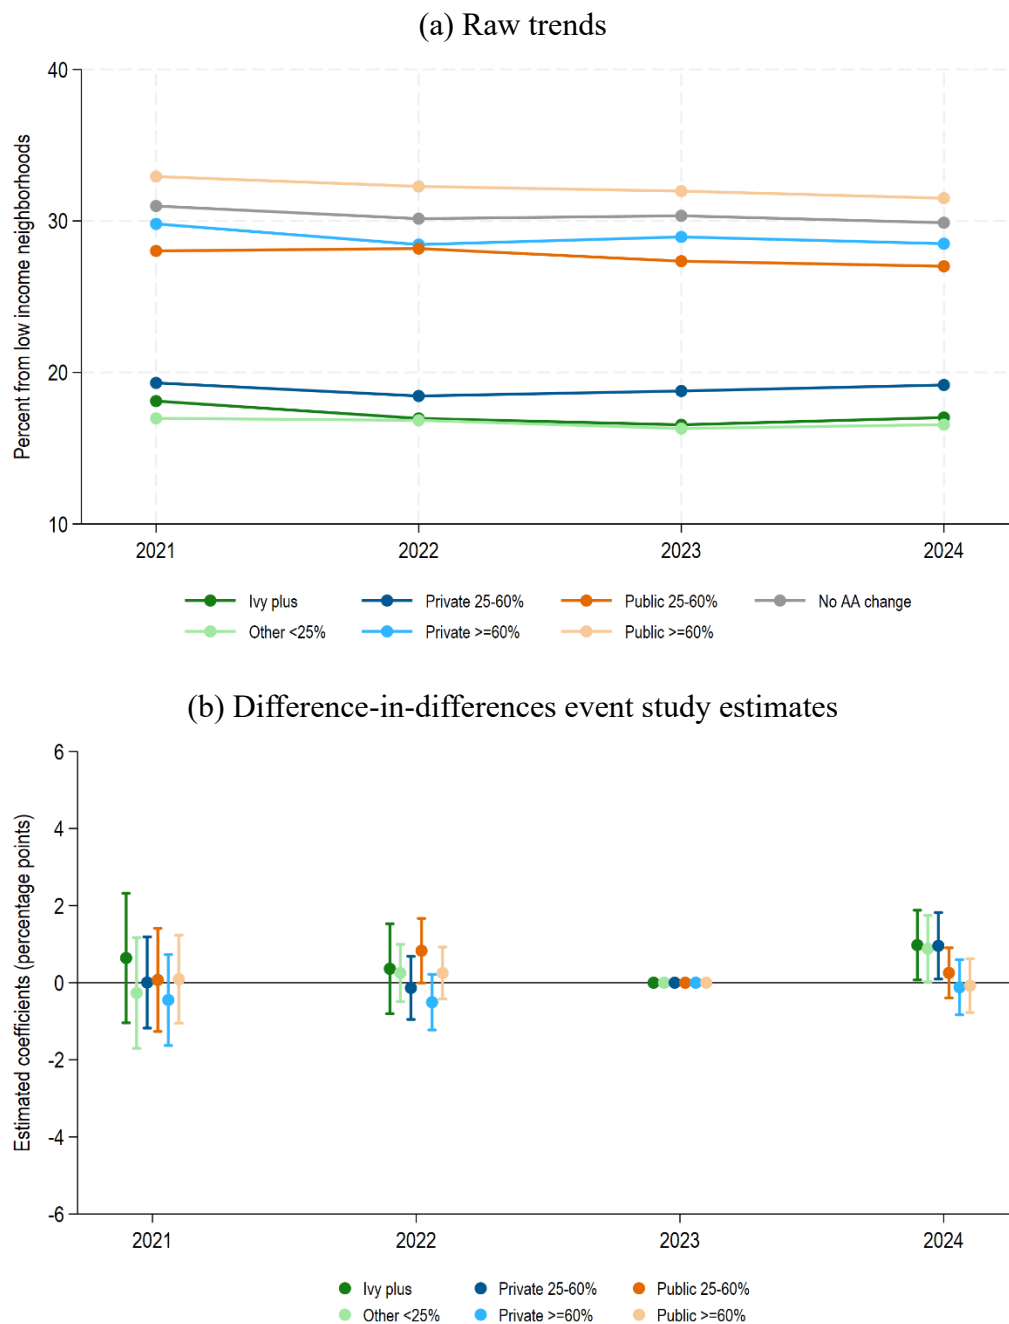 (a) Raw trends
Percent from low income neighborhoods
40
30
20
10
2021 2022 2023 2024
Ivy plus Private 25-60% Public 25-60% No AA change
Other <25% Private >=60% Public >=60%
(b) Difference-in-differences event study estimates
Estimated coefficients (percentage points)
6
4
2
0
-2
-4
-6
2021 2022 2023 2024
Ivy plus Private 25-60% Public 25-60%
Other <25% Private >=60% Public >=60%